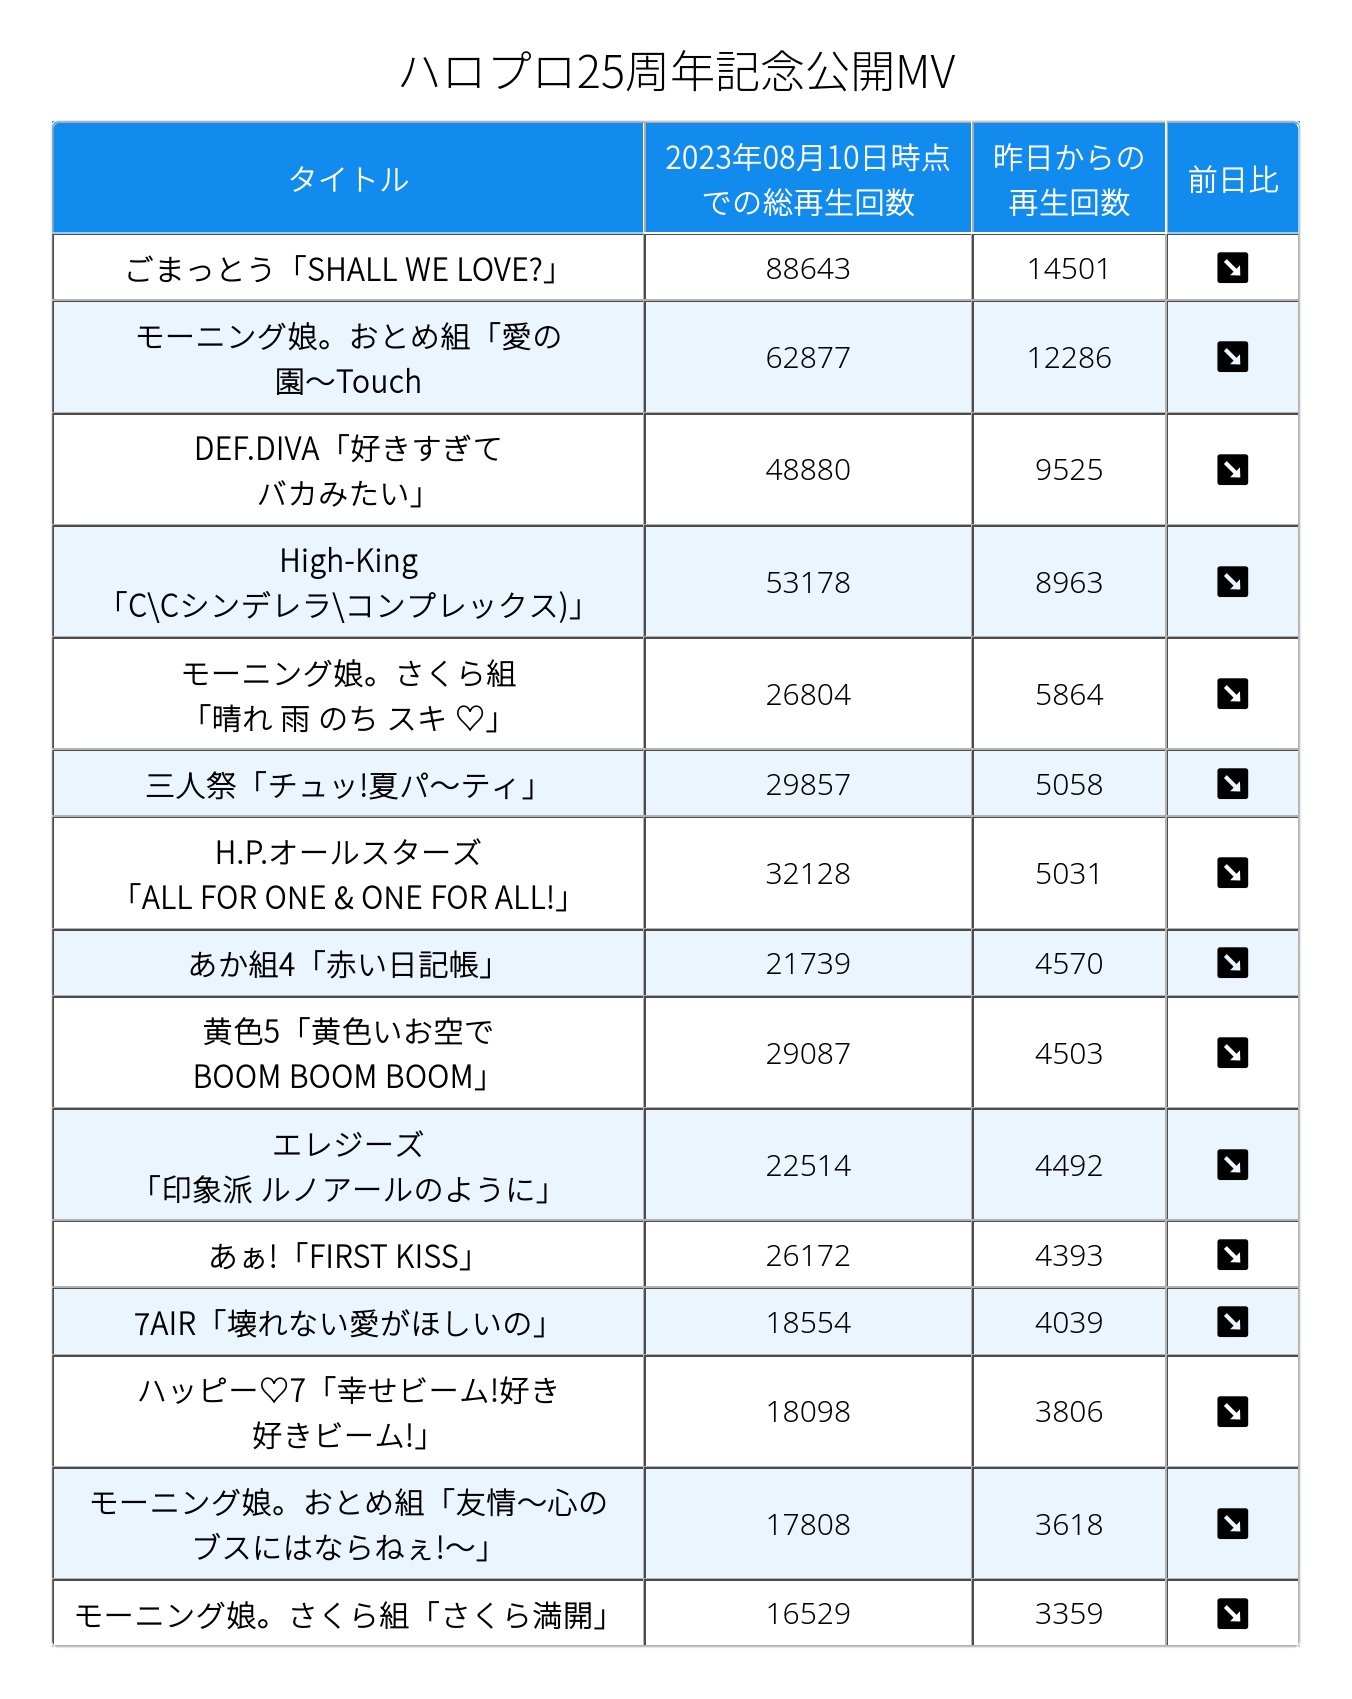 ハロプロ25周年記念公開MV
タイトル
2023年08月10日時点
での総再生回数
昨日からの
再生回数
前日比
ごまっとう「SHALL WE LOVE?」
88643
14501
モーニング娘。おとめ組「愛の
園〜Touch
62877
12286
DEF.DIVA「好きすぎて
バカみたい」
48880
9525
High-King
「C\Cシンデレラ\コンプレックス)」
53178
8963
モーニング娘。さくら組
「晴れ 雨 のち スキ ♡」
26804
5864
三人祭「チュッ!夏パ〜ティ」
29857
5058
H.P.オールスターズ
「ALL FOR ONE & ONE FOR ALL!」
32128
5031
あか組4「赤い日記帳」
21739
4570
黄色5「黄色いお空で
BOOM BOOM BOOM」
29087
4503
エレジーズ
「印象派 ルノアールのように」
22514
4492
あぁ!「FIRST KISS」
26172
4393
7AIR「壊れない愛がほしいの」
18554
4039
ハッピー♡7「幸せビーム!好き
好きビーム!」
18098
3806
モーニング娘。おとめ組「友情〜心の
ブスにはならねぇ!〜」
17808
3618
モーニング娘。さくら組「さくら満開」
16529
3359